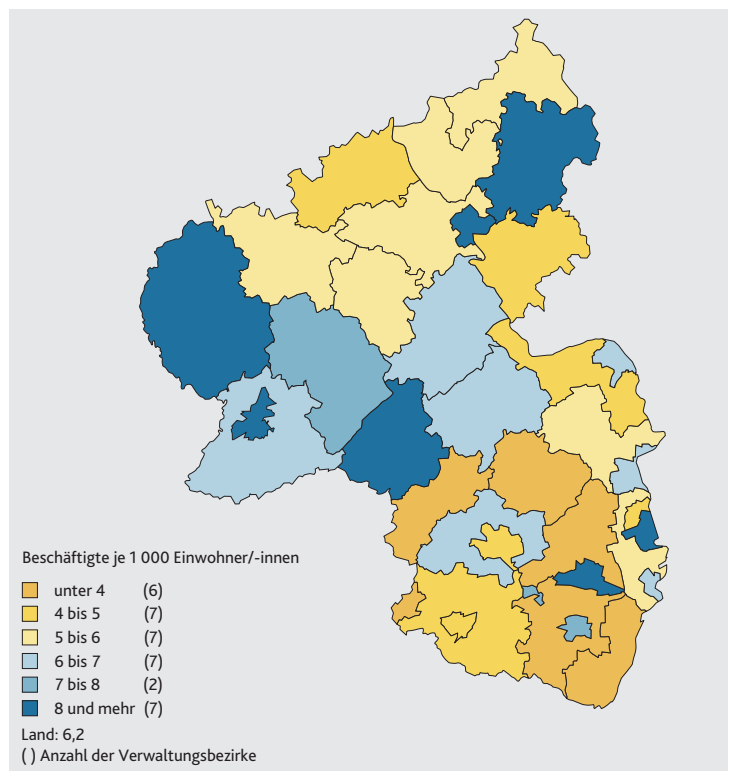 Beschäftigte je 1 000 Einwohner/-innen
unter 4 (6)
4 bis 5 (7)
5 bis 6 (7)
6 bis 7 (7)
7 bis 8 (2)
8 und mehr (7)
Land: 6,2
( ) Anzahl der Verwaltungsbezirke